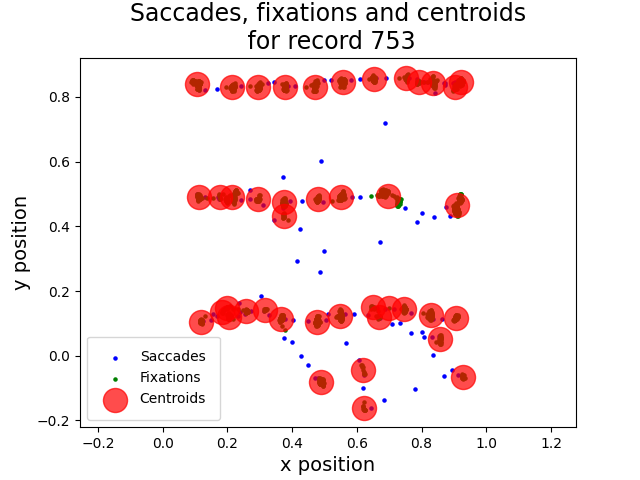 Saccades, fixations and centroids
for record 753
0.8
0.6
0.4
0.2
0.0
−0.2
y position
Saccades
Fixations
Centroids
−0.2 0.0 0.2 0.4 0.6 0.8 1.0 1.2
x position